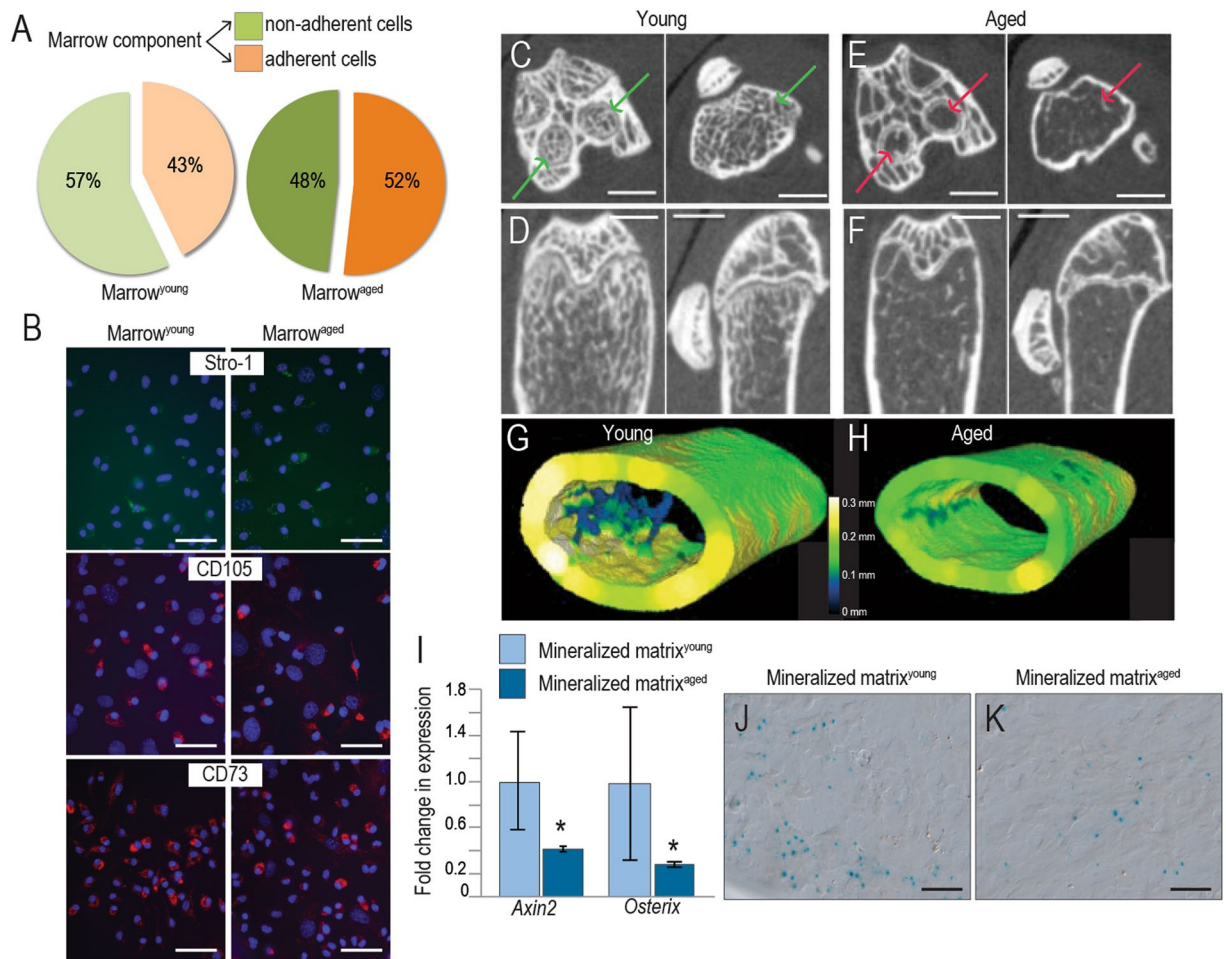 A
Marrow component
non-adherent cells
adherent cells
57%
43%
48%
52%
Marrowyoung
Marrowaged
B
Marrowyoung
Marrowaged
Stro-1
CD105
CD73
Young
Aged
C
E
D
F
G
Young
H
Aged
0.3 mm
0.2 mm
0.1 mm
0 mm
I
Mineralized matrixyoung
Mineralized matrixaged
Fold change in expression
1.8
1.4
1.0
0.6
0.2
0
*
*
Axin2
Osterix
Mineralized matrixyoung
Mineralized matrixaged
J
K